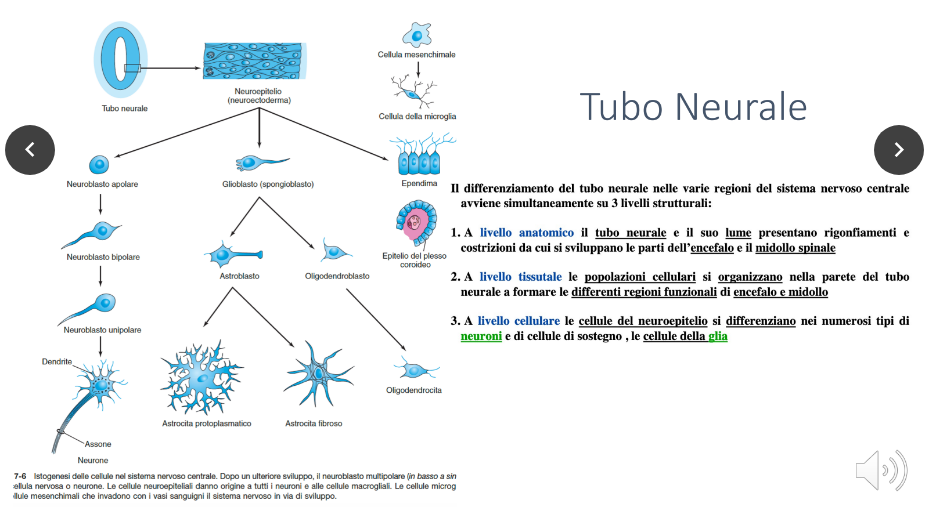 Tubo neurale
Neuroepitelio
(neuroectoderma)
Cellula mesenchimale
Cellula della microglia
Neuroblasto apolare
Glioblasto (spongioblasto)
Ependima
Epitelio del plesso
coroideo
Neuroblasto bipolare
Astroblasto
Oligodendroblasto
Neuroblasto unipolare
Dendrite
Oligodendrocita
Astrocita protoplasmatico
Astrocita fibroso
Assone
Neurone
7-6 Istogenesi delle cellule nel sistema nervoso centrale. Dopo un ulteriore sviluppo, il neuroblasto multipolare (in basso a sin
ellula nervosa o neurone. Le cellule neuroepiteliali danno origine a tutti i neuroni e alle cellule macrogliali. Le cellule microg
llule mesenchimali che invadono con i vasi sanguigni il sistema nervoso in via di sviluppo.
Tubo Neurale
Il differenziamento del tubo neurale nelle varie regioni del sistema nervoso centrale
avviene simultaneamente su 3 livelli strutturali:
1. A livello anatomico il tubo neurale e il suo lume presentano rigonfiamenti e
costrizioni da cui si sviluppano le parti dell'encefalo e il midollo spinale
2. A livello tissutale le popolazioni cellulari si organizzano nella parete del tubo
neurale a formare le differenti regioni funzionali di encefalo e midollo
3. A livello cellulare le cellule del neuroepitelio si differenziano nei numerosi tipi di
neuroni e di cellule di sostegno , le cellule della glia